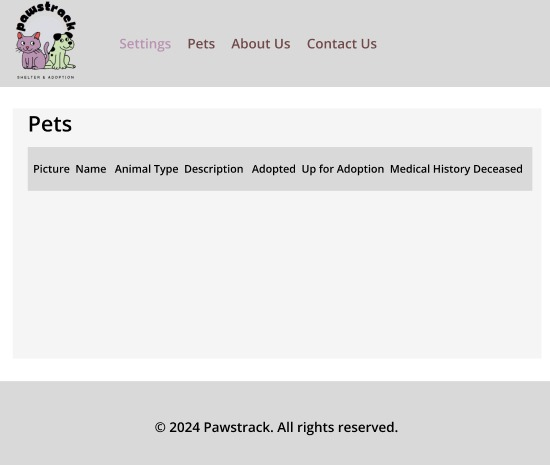 pawstrack
SHELTER & ADOPTION
Settings Pets About Us Contact Us
Pets
Picture Name Animal Type Description Adopted Up for Adoption Medical History Deceased
© 2024 Pawstrack. All rights reserved.